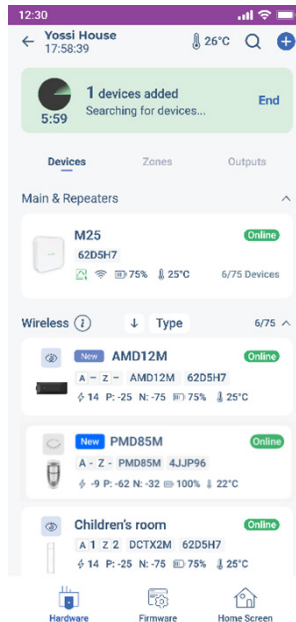 12:30
Yossi House
17:58:39
26°C
1 devices added
Searching for devices...
5:59
End
Devices
Zones
Outputs
Main & Repeaters
M25
Online
62D5H7
75% 25°C 6/75 Devices
Wireless i ↓ Type 6/75
New AMD12M Online
A - Z - AMD12M 62D5H7
14 P: -25 N: -75 75% 25°C
New PMD85M Online
A - Z - PMD85M 4JJP96
-9 P: -62 N: -32 100% 22°C
Children's room Online
A 1 Z 2 DCTX2M 62D5H7
14 P: -25 N: -75 75% 25°C
Hardware
Firmware
Home Screen